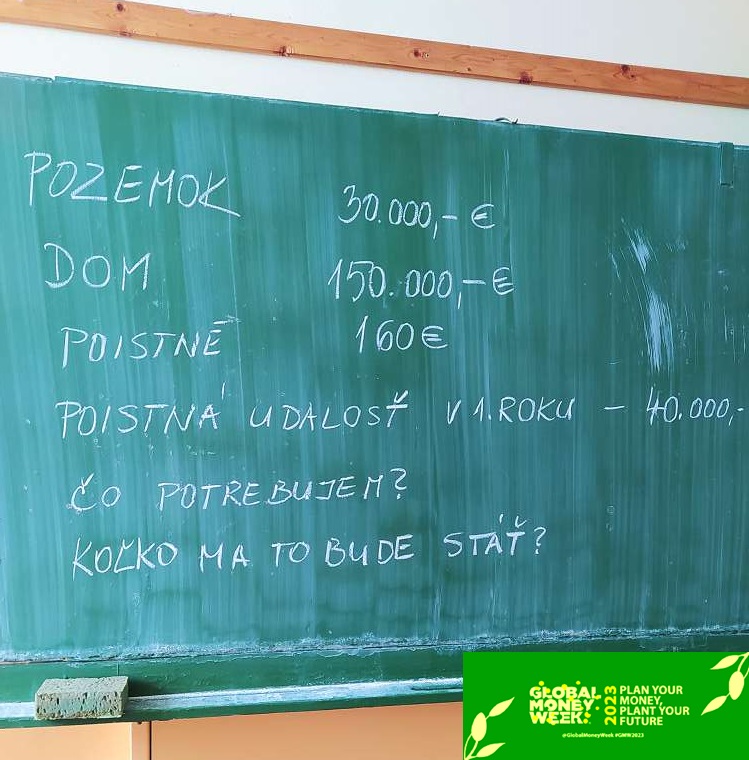 POZEMOK 30.000,- €
DOM 150.000,- €
POISTNÉ 160 €
POISTNÁ UDALOSŤ V 1. ROKU - 40.000,-
ČO POTREBUJEM?
KOĽKO MA TO BUDE STÁŤ?
GLOBAL
MONEY
WEEK
2023
PLAN YOUR
MONEY,
PLANT YOUR
FUTURE
@GlobalMoneyWeek #GMW2023